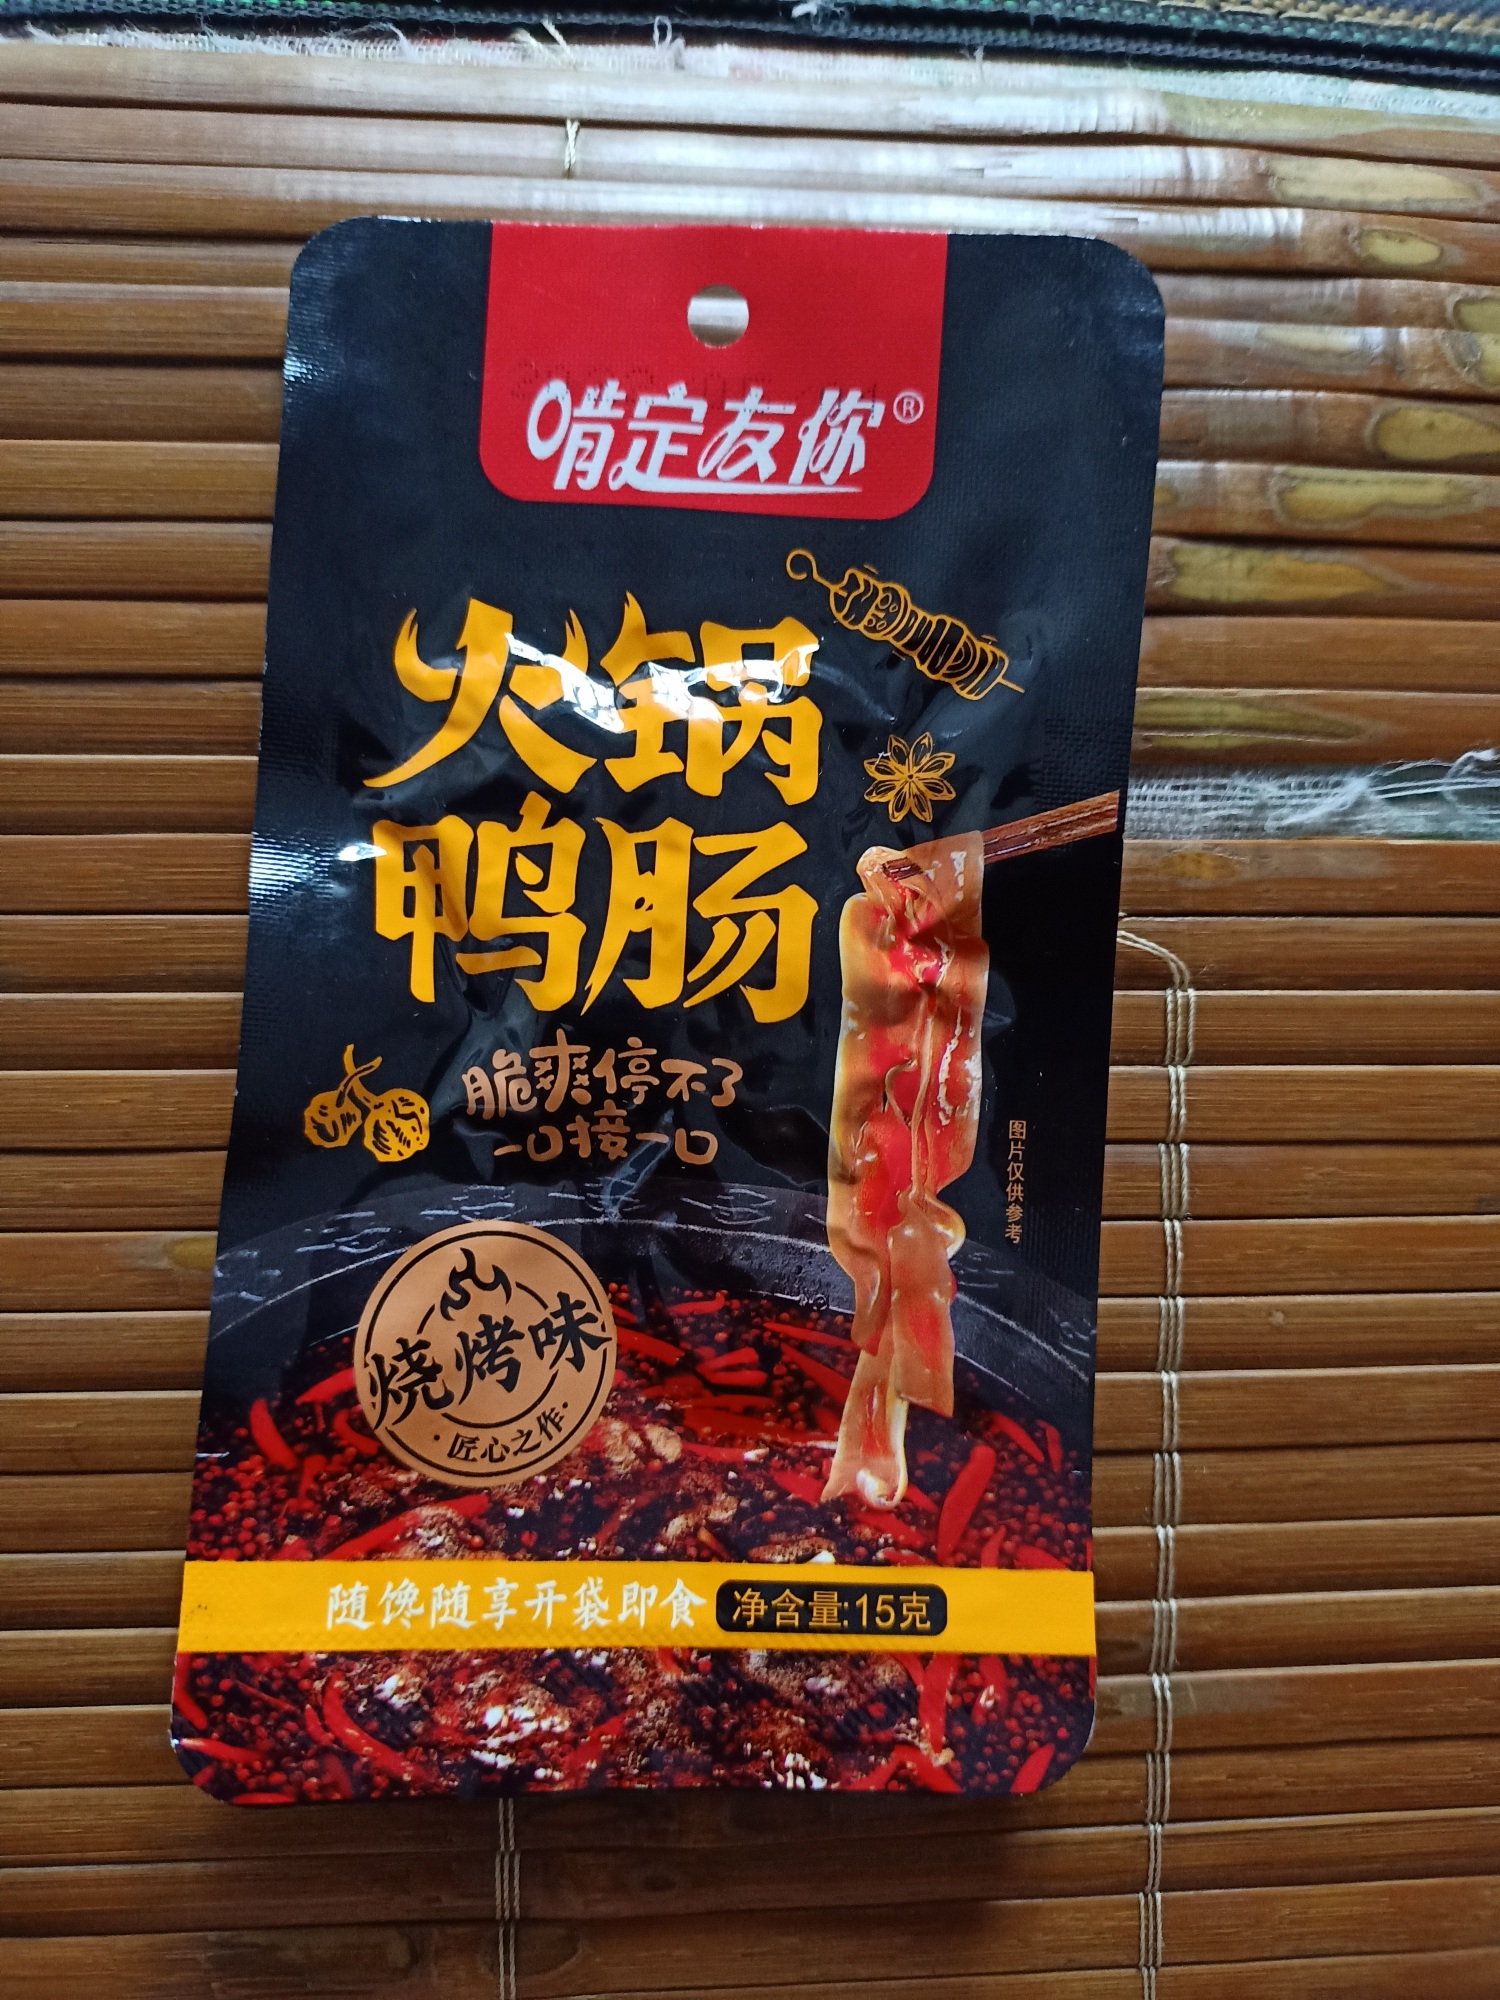 啃定友你®
火锅
鸭肠
脆爽停不了
一口接一口
图片仅供参考
烧烤味
·匠心之作·
随馋随享开袋即食
净含量:15克